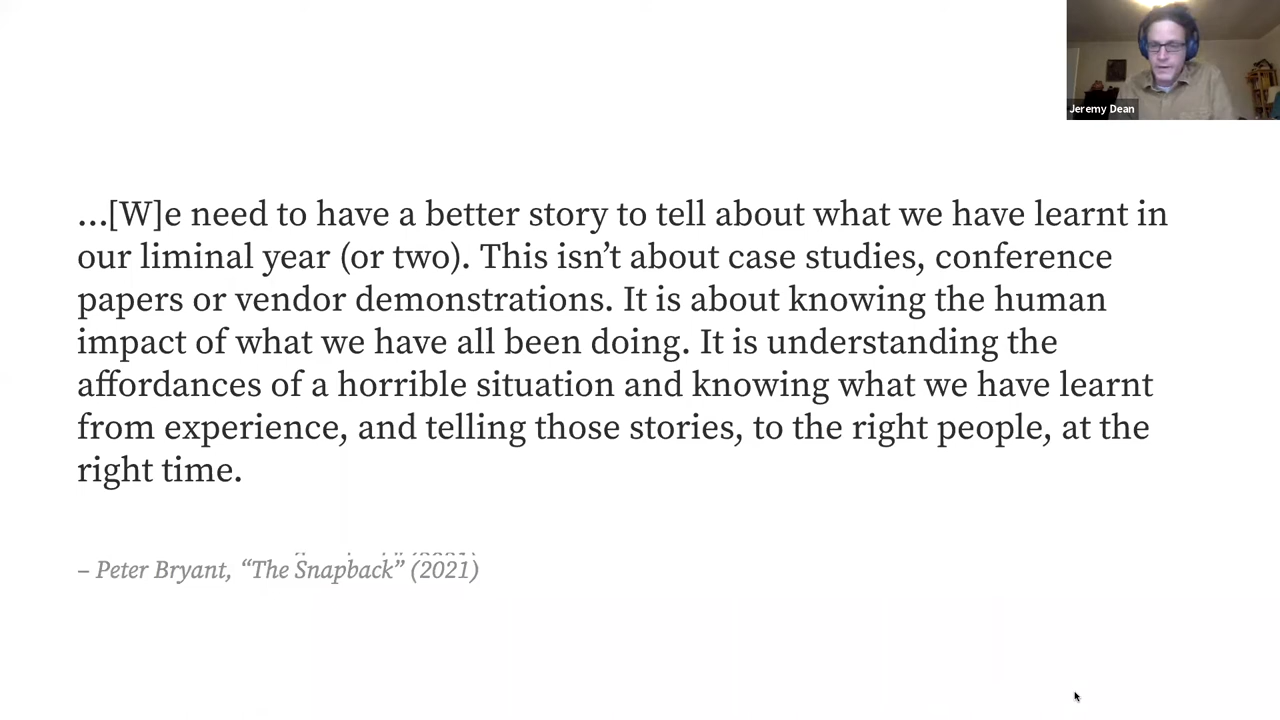 Jeremy Dean
...[W]e need to have a better story to tell about what we have learnt in
our liminal year (or two). This isn’t about case studies, conference
papers or vendor demonstrations. It is about knowing the human
impact of what we have all been doing. It is understanding the
affordances of a horrible situation and knowing what we have learnt
from experience, and telling those stories, to the right people, at the
right time.
– Peter Bryant, “The Snapback” (2021)